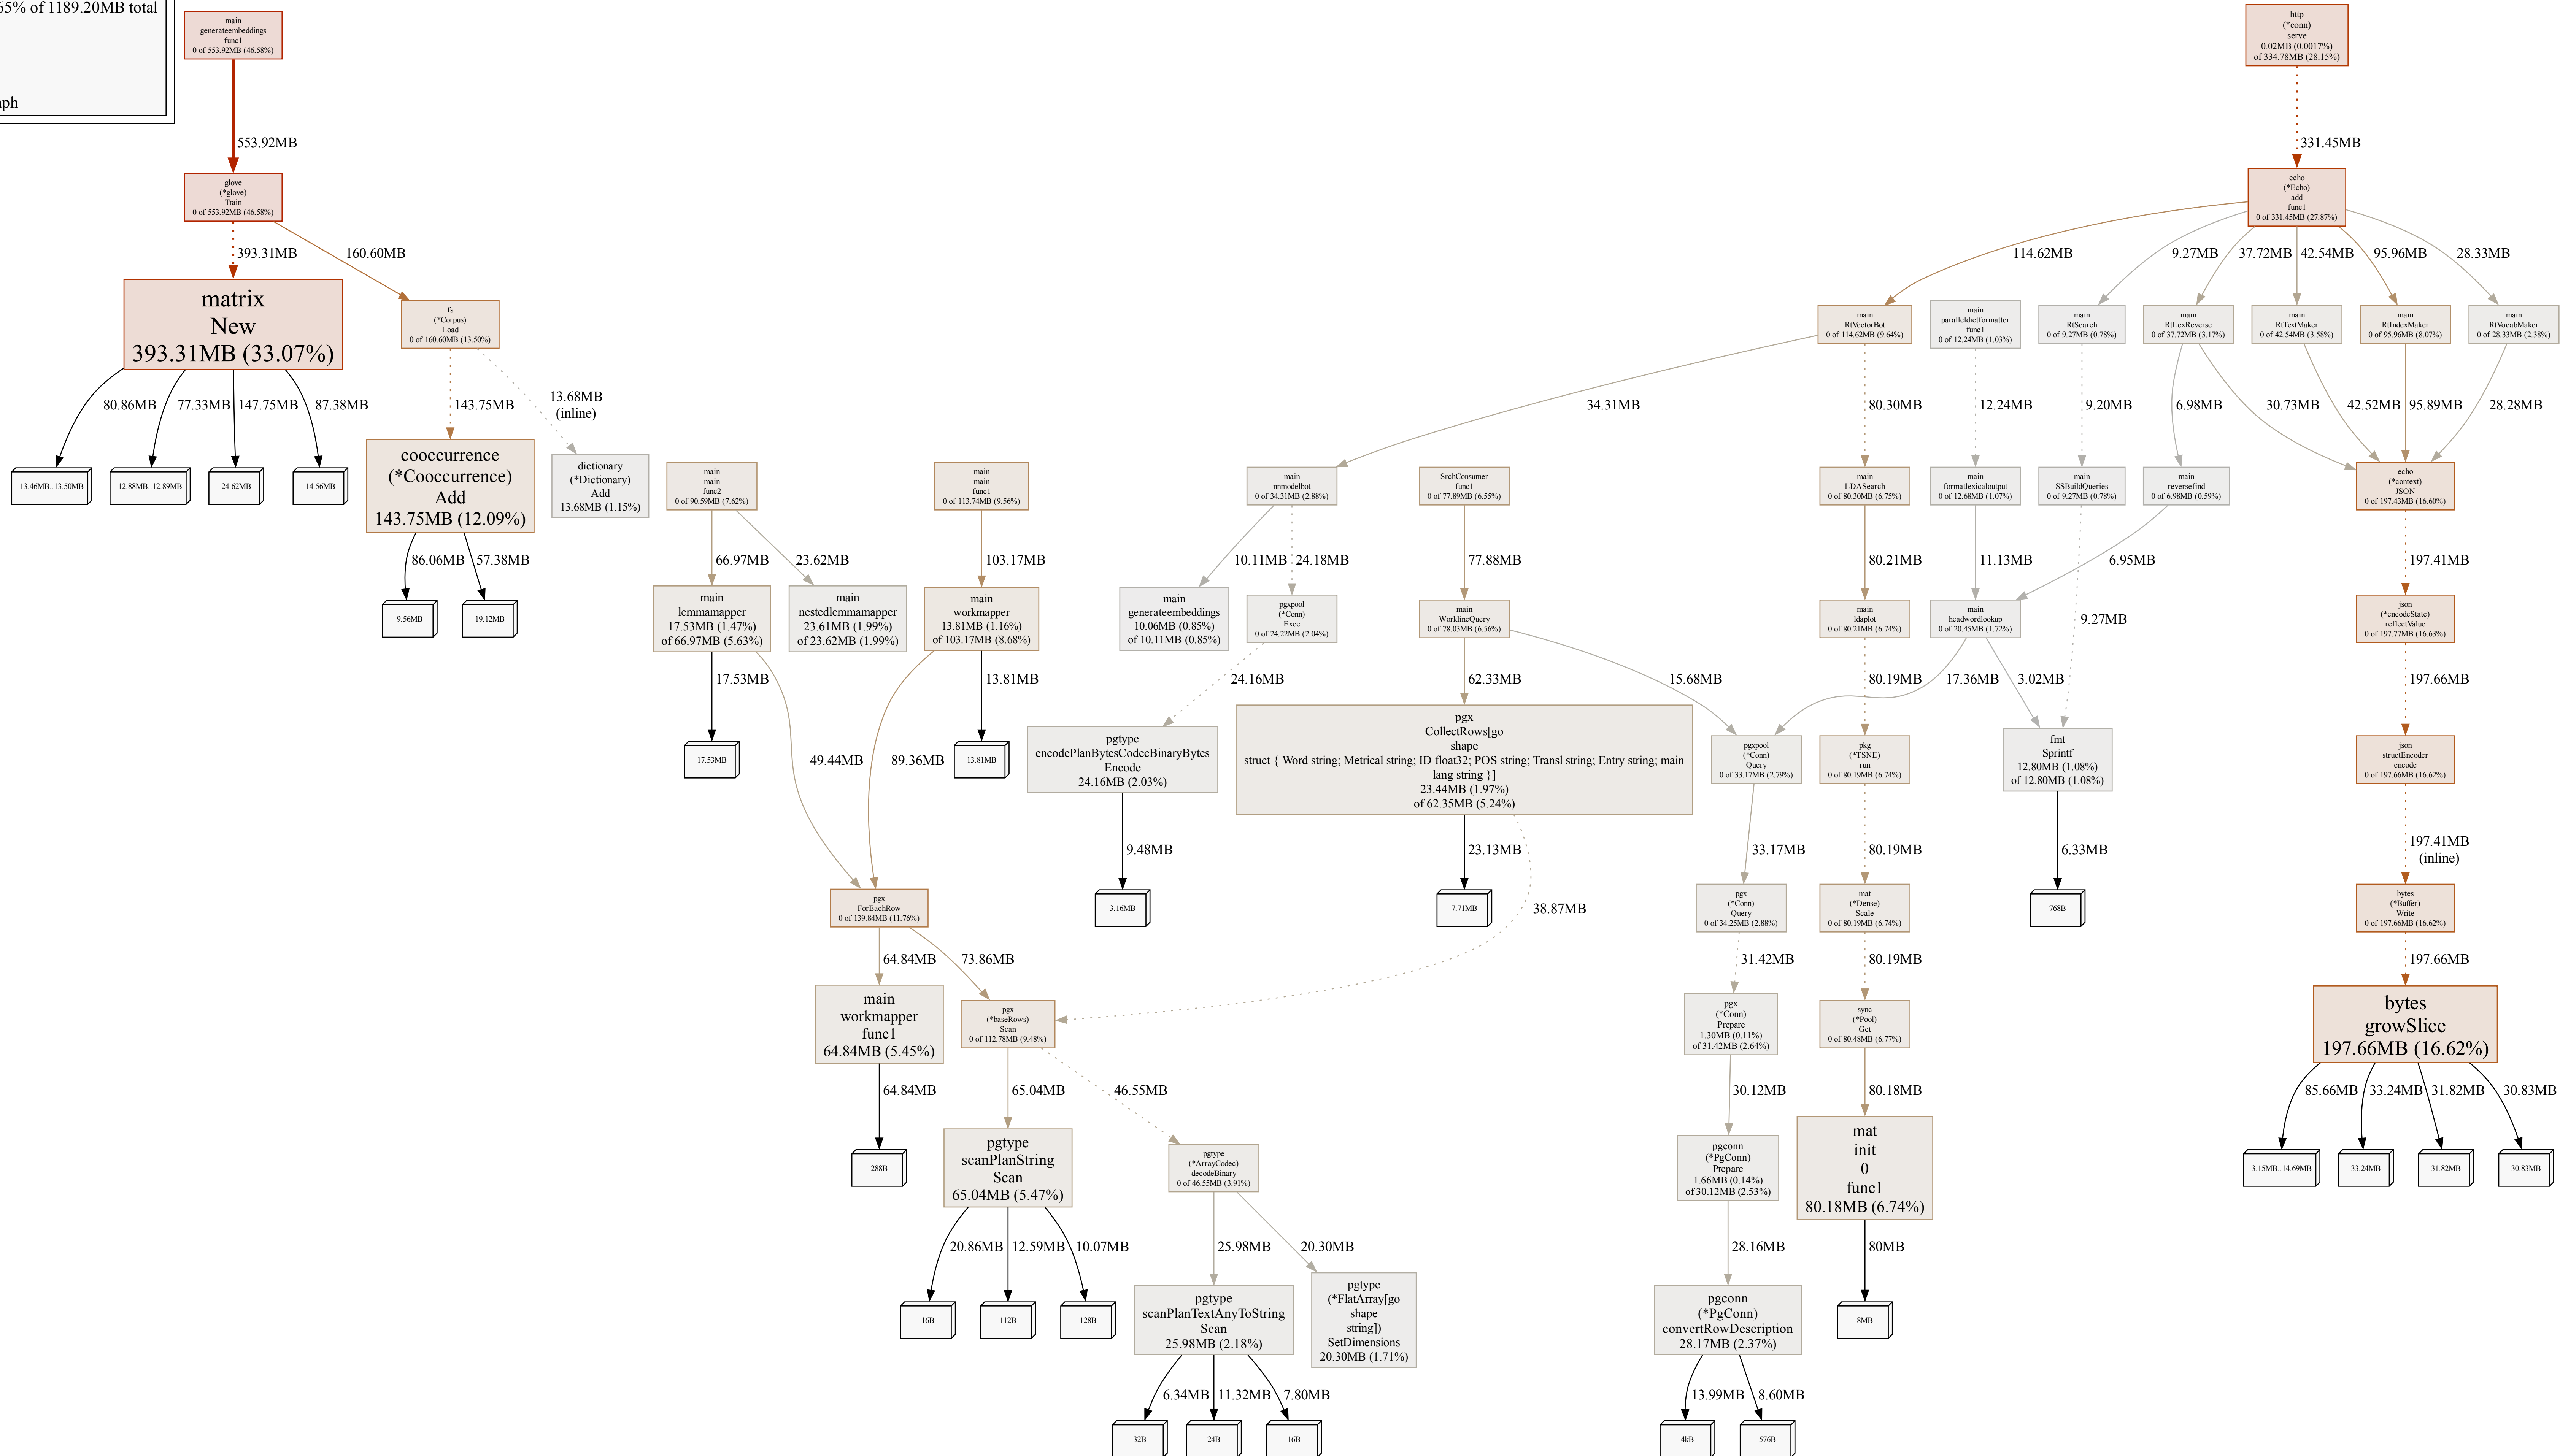 65% of 1189.20MB total
aph
main
generateembeddings
func1
0 of 553.92MB (46.58%)
http
(*conn)
serve
0.02MB (0.0017%)
of 334.78MB (28.15%)
553.92MB
331.45MB
glove
(*glove)
Train
0 of 553.92MB (46.58%)
echo
(*Echo)
add
func1
0 of 331.45MB (27.87%)
393.31MB
160.60MB
114.62MB
9.27MB
37.72MB
42.54MB
95.96MB
28.33MB
matrix
New
393.31MB (33.07%)
fs
(*Corpus)
Load
0 of 160.60MB (13.50%)
main
RtVectorBot
0 of 114.62MB (9.64%)
main
paralleldictformatter
func1
0 of 12.24MB (1.03%)
main
RtSearch
0 of 9.27MB (0.78%)
main
RtLexReverse
0 of 37.72MB (3.17%)
main
RtTextMaker
0 of 42.54MB (3.58%)
main
RtIndexMaker
0 of 95.96MB (8.07%)
main
RtVocabMaker
0 of 28.33MB (2.38%)
80.86MB
77.33MB
147.75MB
87.38MB
143.75MB
13.68MB
(inline)
34.31MB
80.30MB
12.24MB
9.20MB
6.98MB
30.73MB
42.52MB
95.89MB
28.28MB
13.46MB..13.50MB
12.88MB..12.89MB
24.62MB
14.56MB
cooccurrence
(*Cooccurrence)
Add
143.75MB (12.09%)
dictionary
(*Dictionary)
Add
13.68MB (1.15%)
main
main
func2
0 of 90.59MB (7.62%)
main
main
func1
0 of 113.74MB (9.56%)
main
nnmodelbot
0 of 34.31MB (2.88%)
SrchConsumer
func1
0 of 77.89MB (6.55%)
main
LDASearch
0 of 80.30MB (6.75%)
main
formatlexicaloutput
0 of 12.68MB (1.07%)
main
SSBuildQueries
0 of 9.27MB (0.78%)
main
reversefind
0 of 6.98MB (0.59%)
echo
(*context)
JSON
0 of 197.43MB (16.60%)
86.06MB
57.38MB
66.97MB
23.62MB
103.17MB
10.11MB
24.18MB
77.88MB
80.21MB
11.13MB
6.95MB
197.41MB
9.56MB
19.12MB
main
lemmamapper
17.53MB (1.47%)
of 66.97MB (5.63%)
main
nestedlemmamapper
23.61MB (1.99%)
of 23.62MB (1.99%)
main
workmapper
13.81MB (1.16%)
of 103.17MB (8.68%)
main
generateembeddings
10.06MB (0.85%)
of 10.11MB (0.85%)
pgxpool
(*Conn)
Exec
0 of 24.22MB (2.04%)
main
WorklineQuery
0 of 78.03MB (6.56%)
main
ldaplot
0 of 80.21MB (6.74%)
main
headwordlookup
0 of 20.45MB (1.72%)
9.27MB
json
(*encodeState)
reflectValue
0 of 197.77MB (16.63%)
17.53MB
13.81MB
24.16MB
62.33MB
15.68MB
80.19MB
17.36MB
3.02MB
197.66MB
17.53MB
49.44MB
89.36MB
13.81MB
pgtype
encodePlanBytesCodecBinaryBytes
Encode
24.16MB (2.03%)
pgx
CollectRows[go
shape
struct { Word string; Metrical string; ID float32; POS string; Transl string; Entry string; main
lang string }]
23.44MB (1.97%)
of 62.35MB (5.24%)
pgxpool
(*Conn)
Query
0 of 33.17MB (2.79%)
pkg
(*TSNE)
run
0 of 80.19MB (6.74%)
fmt
Sprintf
12.80MB (1.08%)
of 12.80MB (1.08%)
json
structEncoder
encode
0 of 197.66MB (16.62%)
9.48MB
23.13MB
33.17MB
80.19MB
6.33MB
197.41MB
(inline)
pgx
ForEachRow
0 of 139.84MB (11.76%)
3.16MB
7.71MB
38.87MB
pgx
(*Conn)
Query
0 of 34.25MB (2.88%)
mat
(*Dense)
Scale
0 of 80.19MB (6.74%)
768B
bytes
(*Buffer)
Write
0 of 197.66MB (16.62%)
64.84MB
73.86MB
31.42MB
80.19MB
197.66MB
main
workmapper
func1
64.84MB (5.45%)
pgx
(*baseRows)
Scan
0 of 112.78MB (9.48%)
pgx
(*Conn)
Prepare
1.30MB (0.11%)
of 31.42MB (2.64%)
sync
(*Pool)
Get
0 of 80.48MB (6.77%)
bytes
growSlice
197.66MB (16.62%)
64.84MB
65.04MB
46.55MB
30.12MB
80.18MB
85.66MB
33.24MB
31.82MB
30.83MB
288B
pgtype
scanPlanString
Scan
65.04MB (5.47%)
pgtype
(*ArrayCodec)
decodeBinary
0 of 46.55MB (3.91%)
pgconn
(*PgConn)
Prepare
1.66MB (0.14%)
of 30.12MB (2.53%)
mat
init
0
func1
80.18MB (6.74%)
3.15MB..14.69MB
33.24MB
31.82MB
30.83MB
20.86MB
12.59MB
10.07MB
25.98MB
20.30MB
28.16MB
80MB
16B
112B
128B
pgtype
scanPlanTextAnyToString
Scan
25.98MB (2.18%)
pgtype
(*FlatArray[go
shape
string])
SetDimensions
20.30MB (1.71%)
pgconn
(*PgConn)
convertRowDescription
28.17MB (2.37%)
8MB
6.34MB
11.32MB
7.80MB
13.99MB
8.60MB
32B
24B
16B
4kB
576B